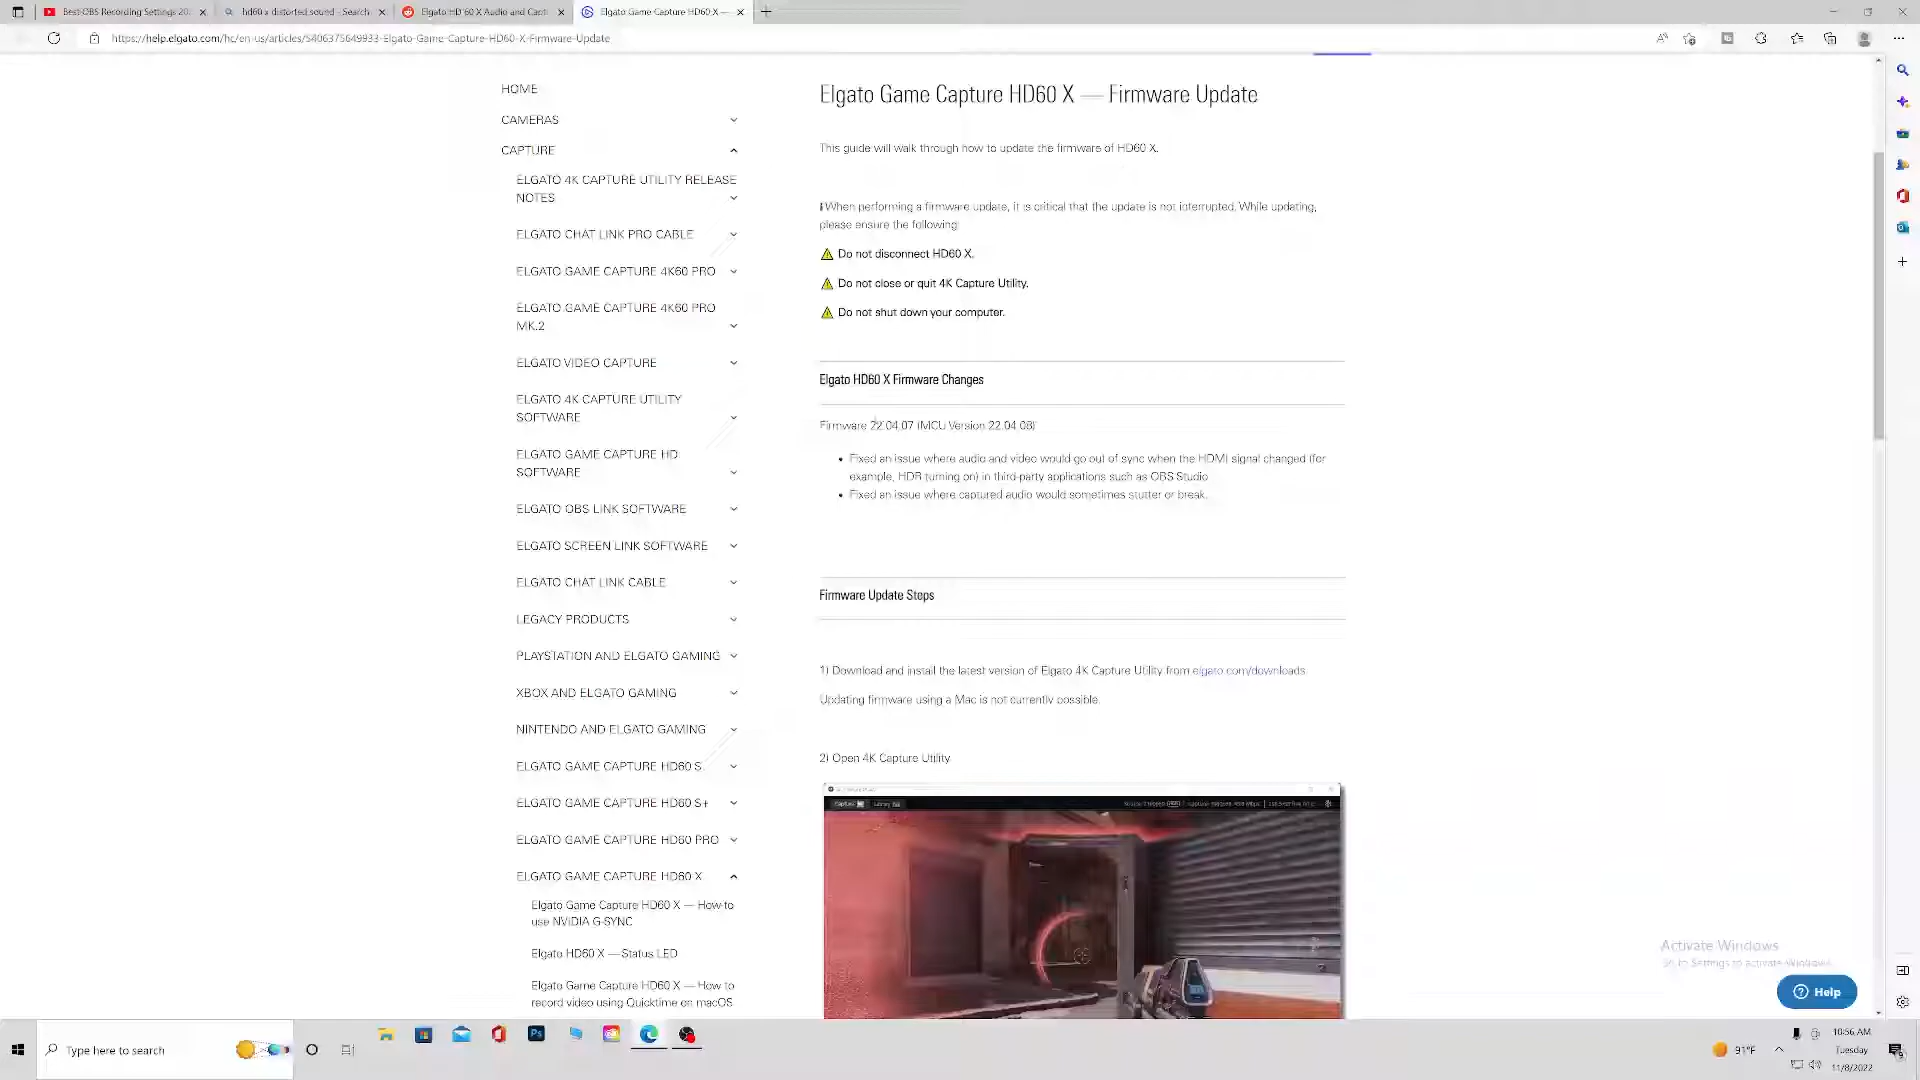 Best OBS Recording Settings 20
hd60 x distorted sound - Search
Elgato HD 60 X Audio and Capt
Elgato Game Capture HD60 X —
https://help.elgato.com/hc/en-us/articles/5406375649933-Elgato-Game-Capture-HD60-X-Firmware-Update
HOME
CAMERAS
CAPTURE
ELGATO 4K CAPTURE UTILITY RELEASE
NOTES
ELGATO CHAT LINK PRO CABLE
ELGATO GAME CAPTURE 4K60 PRO
ELGATO GAME CAPTURE 4K60 PRO
MK.2
ELGATO VIDEO CAPTURE
ELGATO 4K CAPTURE UTILITY
SOFTWARE
ELGATO GAME CAPTURE HD
SOFTWARE
ELGATO OBS LINK SOFTWARE
ELGATO SCREEN LINK SOFTWARE
ELGATO CHAT LINK CABLE
LEGACY PRODUCTS
PLAYSTATION AND ELGATO GAMING
XBOX AND ELGATO GAMING
NINTENDO AND ELGATO GAMING
ELGATO GAME CAPTURE HD60 S
ELGATO GAME CAPTURE HD60 S+
ELGATO GAME CAPTURE HD60 PRO
ELGATO GAME CAPTURE HD60 X
Elgato Game Capture HD60 X — How to
use NVIDIA G-SYNC
Elgato HD60 X — Status LED
Elgato Game Capture HD60 X — How to
record video using Quicktime on macOS
Elgato Game Capture HD60 X — Firmware Update
This guide will walk through how to update the firmware of HD60 X.
When performing a firmware update, it is critical that the update is not interrupted. While updating,
please ensure the following:
Do not disconnect HD60 X.
Do not close or quit 4K Capture Utility.
Do not shut down your computer.
Elgato HD60 X Firmware Changes
Firmware 22.04.07 (MCU Version 22.04.08)
• Fixed an issue where audio and video would go out of sync when the HDMI signal changed (for
example, HDR turning on) in third-party applications such as OBS Studio
• Fixed an issue where captured audio would sometimes stutter or break.
Firmware Update Steps
1) Download and install the latest version of Elgato 4K Capture Utility from elgato.com/downloads.
Updating firmware using a Mac is not currently possible.
2) Open 4K Capture Utility
Capture
Library
Activate Windows
Go to Settings to activate Windows.
Help
Type here to search
91°F
10:56 AM
Tuesday
11/8/2022